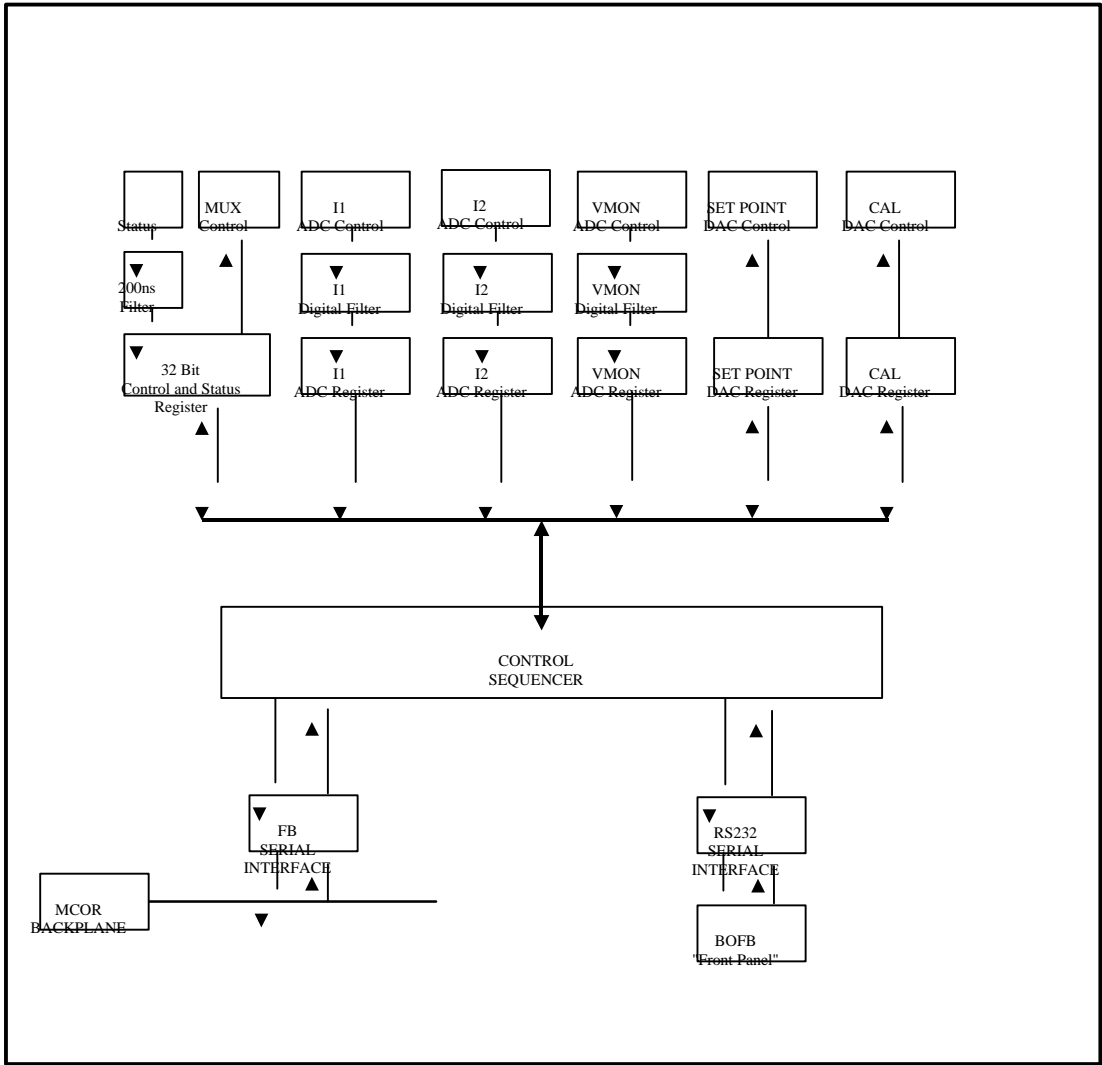 Status
MUX
Control
I1
ADC Control
I2
ADC Control
VMON
ADC Control
SET POINT
DAC Control
CAL
DAC Control
200ns
Filter
I1
Digital Filter
I2
Digital Filter
VMON
Digital Filter
32 Bit
Control and Status
Register
I1
ADC Register
I2
ADC Register
VMON
ADC Register
SET POINT
DAC Register
CAL
DAC Register
CONTROL
SEQUENCER
FB
SERIAL
INTERFACE
RS232
SERIAL
INTERFACE
MCOR
BACKPLANE
BOFB
"Front Panel"